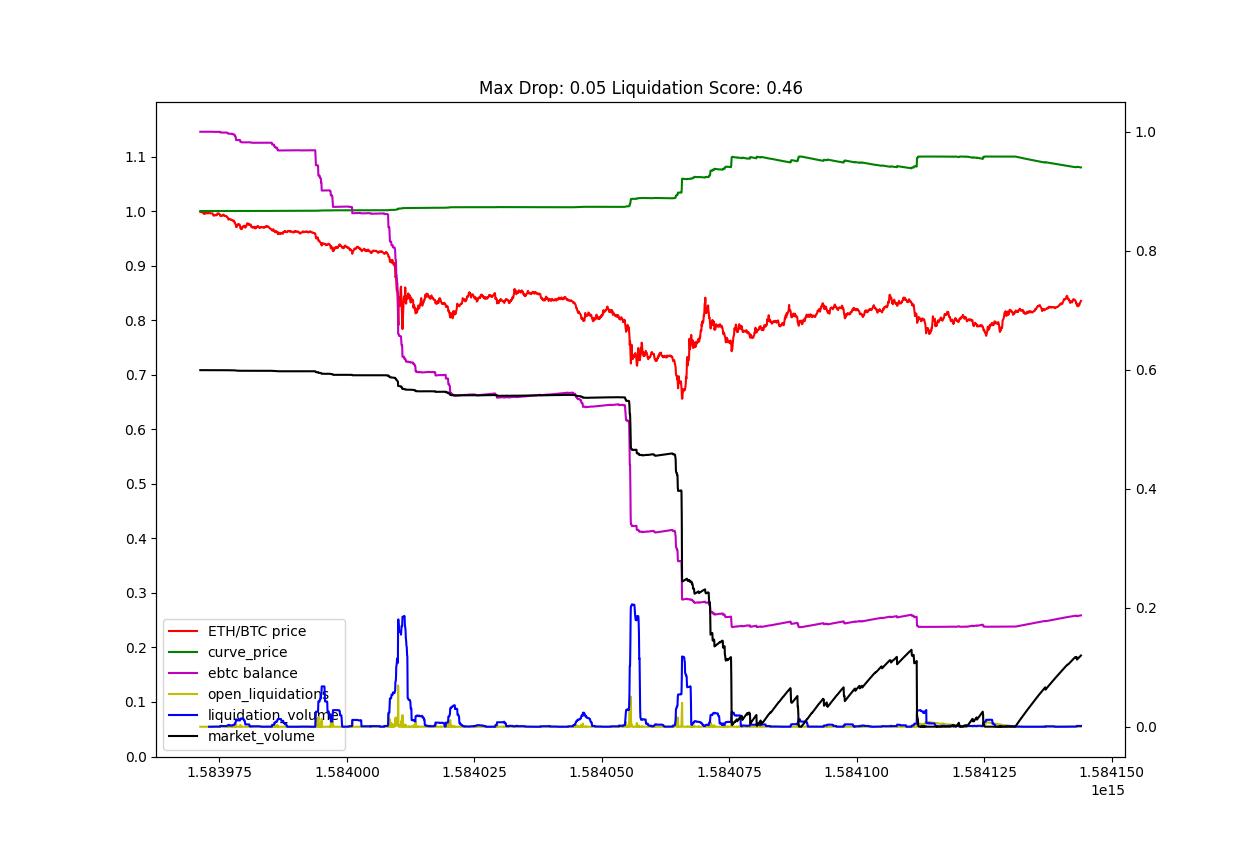 Max Drop: 0.05 Liquidation Score: 0.46
1.1
1.0
0.9
0.8
0.7
0.6
0.5
0.4
0.3
0.2
0.1
0.0
1.0
0.8
0.6
0.4
0.2
0.0
ETH/BTC price
curve_price
ebtc balance
open_liquidations
liquidation_volume
market_volume
1.583975 1.584000 1.584025 1.584050 1.584075 1.584100 1.584125 1.584150
1e15